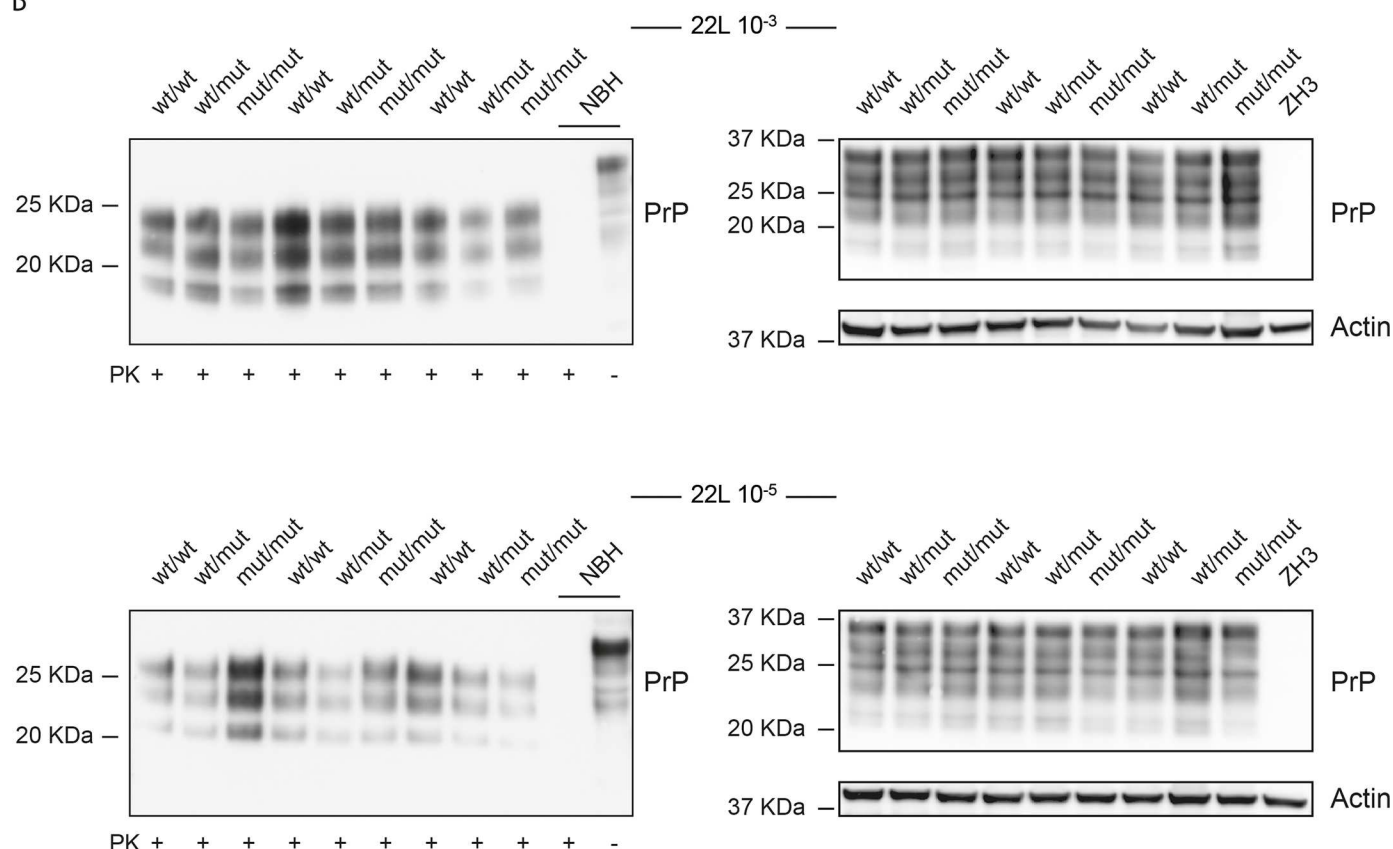 B
22L 10-3
wt/wt wt/mut mut/mut wt/wt wt/mut mut/mut wt/wt wt/mut mut/mut NBH
25 KDa
20 KDa
PrP
PK + + + + + + + + + + -
wt/wt wt/mut mut/mut wt/wt wt/mut mut/mut wt/wt wt/mut mut/mut ZH3
37 KDa
25 KDa
20 KDa
PrP
37 KDa
Actin
22L 10-5
wt/wt wt/mut mut/mut wt/wt wt/mut mut/mut wt/wt wt/mut mut/mut NBH
25 KDa
20 KDa
PrP
PK + + + + + + + + + + -
wt/wt wt/mut mut/mut wt/wt wt/mut mut/mut wt/wt wt/mut mut/mut ZH3
37 KDa
25 KDa
20 KDa
PrP
37 KDa
Actin